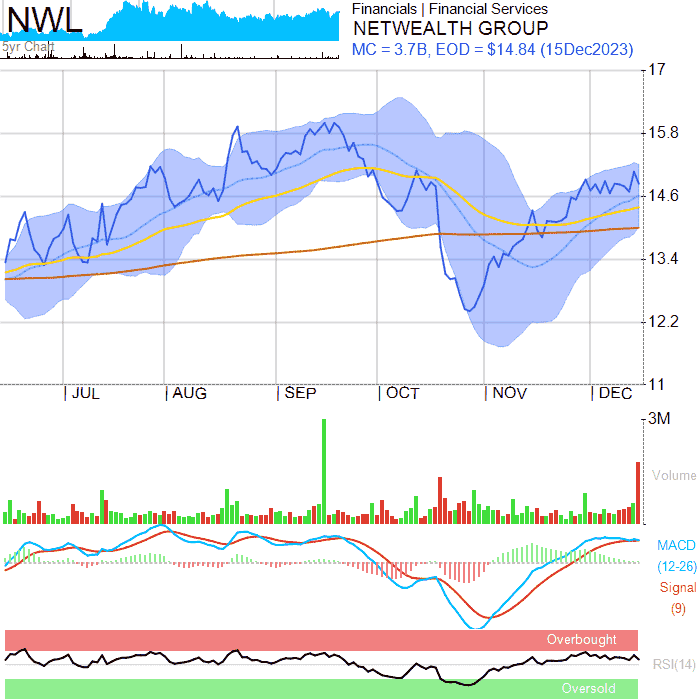 NWL
5yr Chart
Financials | Financial Services
NETWEALTH GROUP
MC = 3.7B, EOD = $14.84 (15Dec2023)
17
15.8
14.6
13.4
12.2
11
JUL
AUG
SEP
OCT
NOV
DEC
3M
Volume
MACD
(12-26)
Signal
(9)
Overbought
RSI(14)
Oversold